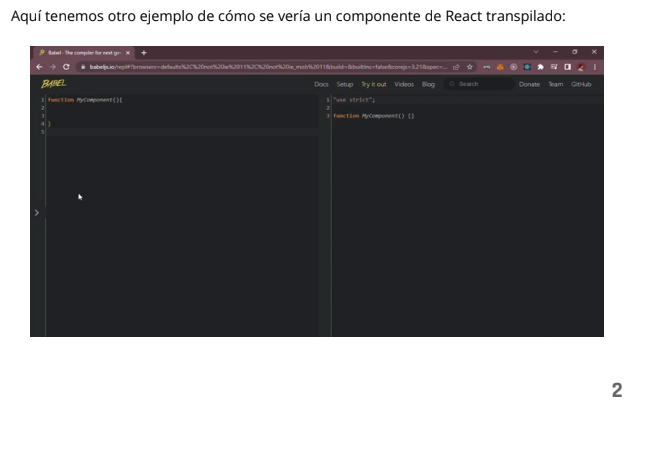 Aquí tenemos otro ejemplo de cómo se vería un componente de React transpilado:
Babel · The compiler for next ge
babeljs.io/repl#?browsers=defaults%2C%20not%20ie%2011%2C%20not%20ie_mob%2011&build=&builtIns=false&corejs=3.21&spec=...
BABEL
Docs Setup Try it out Videos Blog Search Donate Team GitHub
1 function MyComponent(){
2
3
4 }
5
1 "use strict";
2
3 function MyComponent() {}
2